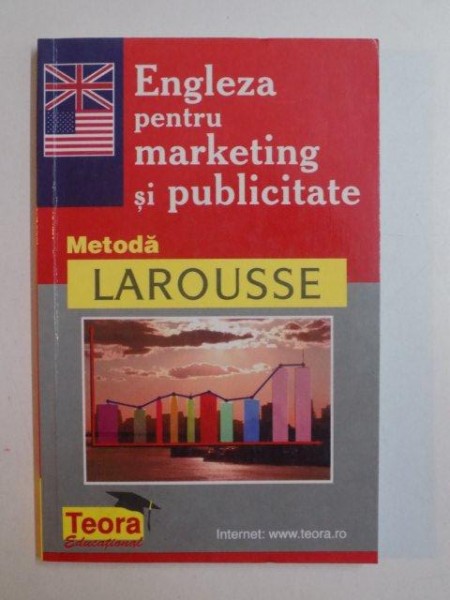 Engleza
pentru
marketing
și publicitate
Metodă
LAROUSSE
Teora
Educațional
Internet: www.teora.ro